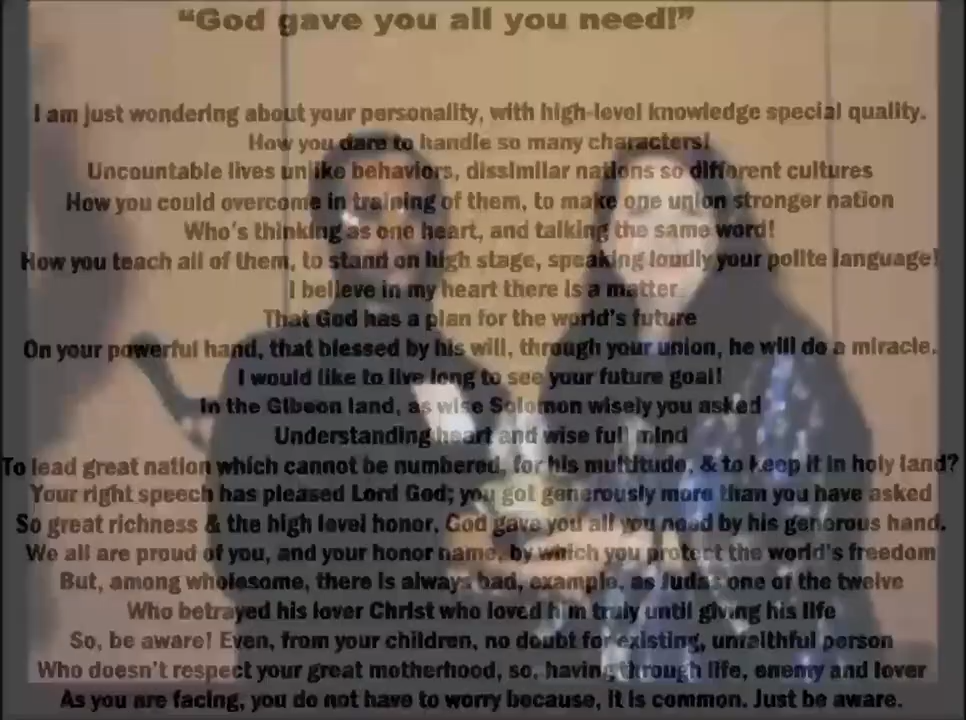 “God gave you all you need!”
I am just wondering about your personality, with high-level knowledge special quality.
How you dare to handle so many characters!
Uncountable lives unlike behaviors, dissimilar nations so different cultures
How you could overcome in training of them, to make one union stronger nation
Who’s thinking as one heart, and talking the same word!
How you teach all of them, to stand on high stage, speaking loudly your polite language!
I believe in my heart there is a matter
That God has a plan for the world’s future
On your powerful hand, that blessed by his will, through your union, he will do a miracle.
I would like to live long to see your future goal!
In the Gibeon land, as wise Solomon wisely you asked
Understanding heart and wise full mind
To lead great nation which cannot be numbered, for his multitude, & to keep it in holy land?
Your right speech has pleased Lord God; you got generously more than you have asked
So great richness & the high level honor, God gave you all you need by his generous hand.
We all are proud of you, and your honor name, by which you protect the world’s freedom
But, among wholesome, there is always bad, example, as Judas one of the twelve
Who betrayed his lover Christ who loved him truly until giving his life
So, be aware! Even, from your children, no doubt for existing, unfaithful person
Who doesn’t respect your great motherhood, so, having through life, enemy and lover
As you are facing, you do not have to worry because, it is common. Just be aware.